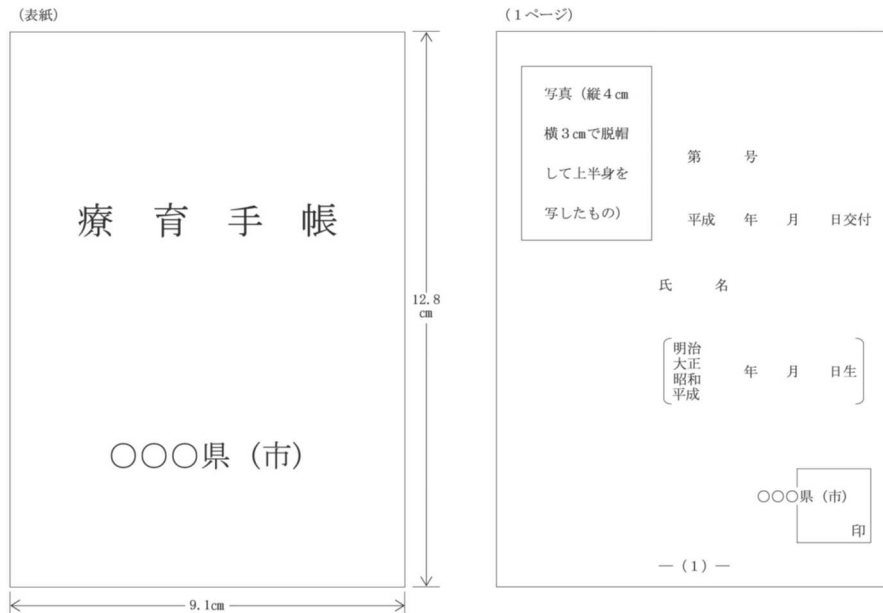 （表紙）
療　育　手　帳
○○○県（市）
12.8
cm
9.1cm
（1ページ）
写真（縦4cm
横3cmで脱帽
して上半身を
写したもの）
第　　号
平成　　年　　月　　日交付
氏　　名
明治
大正
昭和
平成
年　　月　　日生
○○○県（市）
印
―（1）―